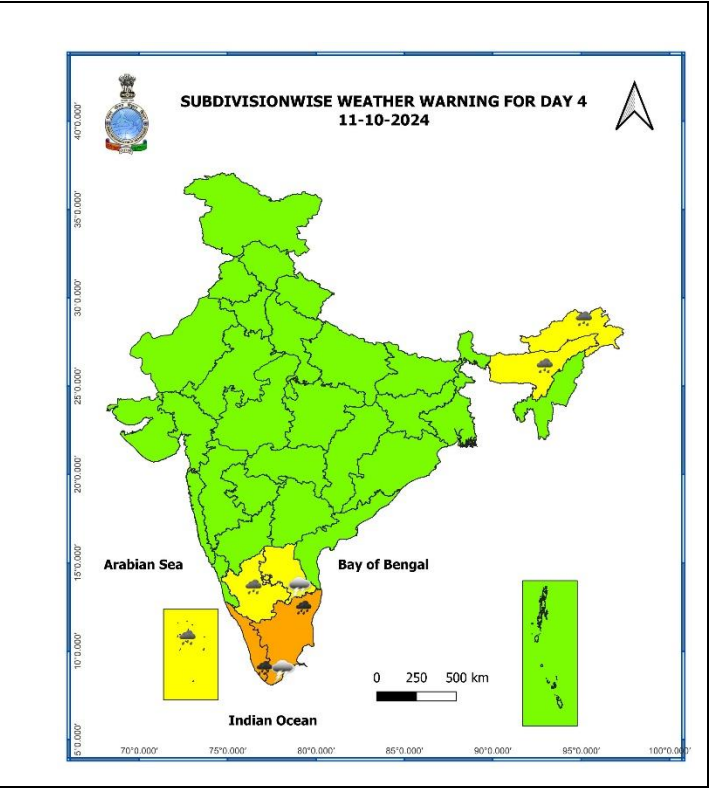 SUBDIVISIONWISE WEATHER WARNING FOR DAY 4
11-10-2024
40°0.000'
35°0.000'
30°0.000'
25°0.000'
20°0.000'
15°0.000'
10°0.000'
5°0.000'
Arabian Sea
Bay of Bengal
0 250 500 km
Indian Ocean
70°0.000' 75°0.000' 80°0.000' 85°0.000' 90°0.000' 95°0.000' 100°0.000'